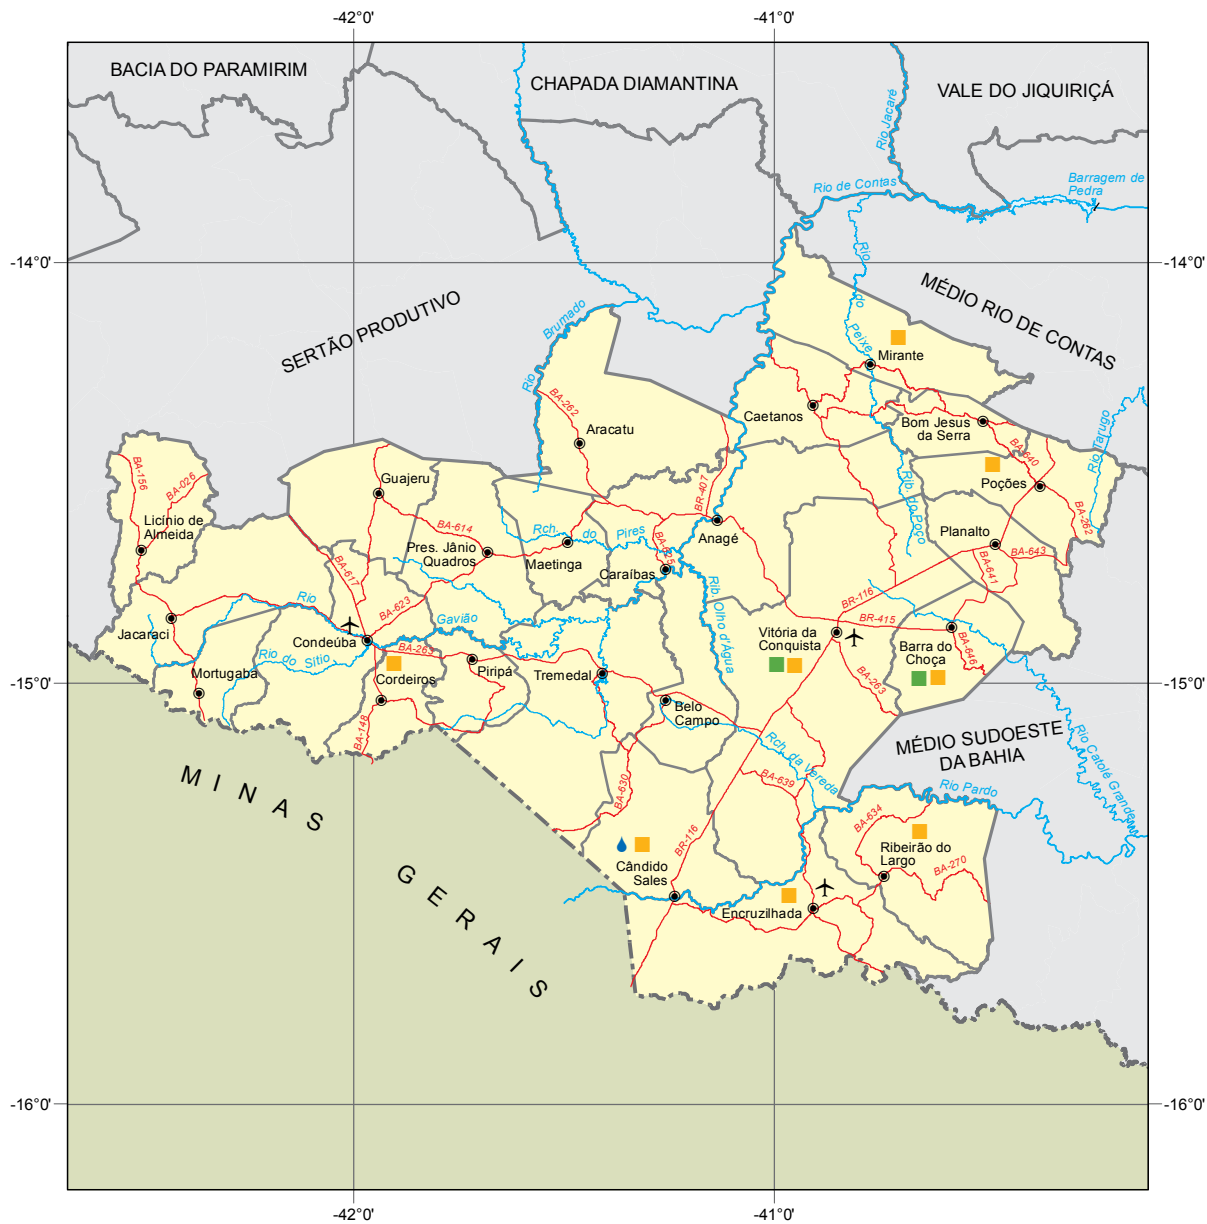 -42°0'
-41°0'
BACIA DO PARAMIRIM
CHAPADA DIAMANTINA
VALE DO JIQUIRIÇÁ
Rio Jacaré
Rio de Contas
Barragem de
Pedra
-14°0'
-14°0'
Rio do Peixe
MÉDIO RIO DE CONTAS
SERTÃO PRODUTIVO
Rio Brumado
Mirante
Caetanos
BA-262
Aracatu
Bom Jesus
da Serra
BA-640
Rio Tarugo
BA-156
BA-026
Guajeru
BR-407
Rib. do Poço
Poções
BA-262
Licínio de
Almeida
BA-614
Rch. do Pires
Anagé
Planalto
BA-643
Pres. Jânio
Quadros
Maetinga
BA-625
Caraíbas
BA-641
BA-617
Rib. Olho d'Água
BR-116
Rio Gavião
BA-623
BR-415
Jacaraci
Condeúba
Vitória da
Conquista
Barra do
Choça
BA-646
Rio do Sítio
BA-263
Mortugaba
Cordeiros
Piripá
Tremedal
BA-263
Belo
Campo
BA-148
-15°0'
-15°0'
MÉDIO SUDOESTE
DA BAHIA
Rio Catolé Grande
Rch. da Vereda
MINAS GERAIS
BA-630
BA-639
Rio Pardo
BA-634
BR-116
Ribeirão do
Largo
BA-270
Cândido
Sales
Encruzilhada
-16°0'
-16°0'
-42°0'
-41°0'